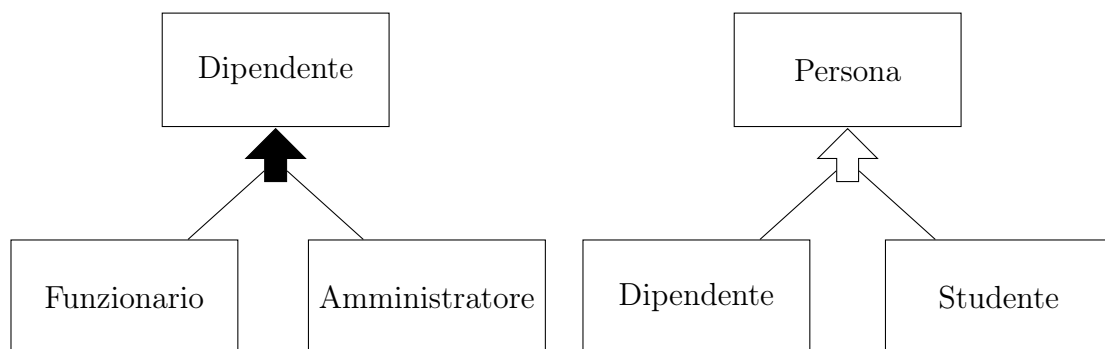 Dipendente
Funzionario
Amministratore
Persona
Dipendente
Studente